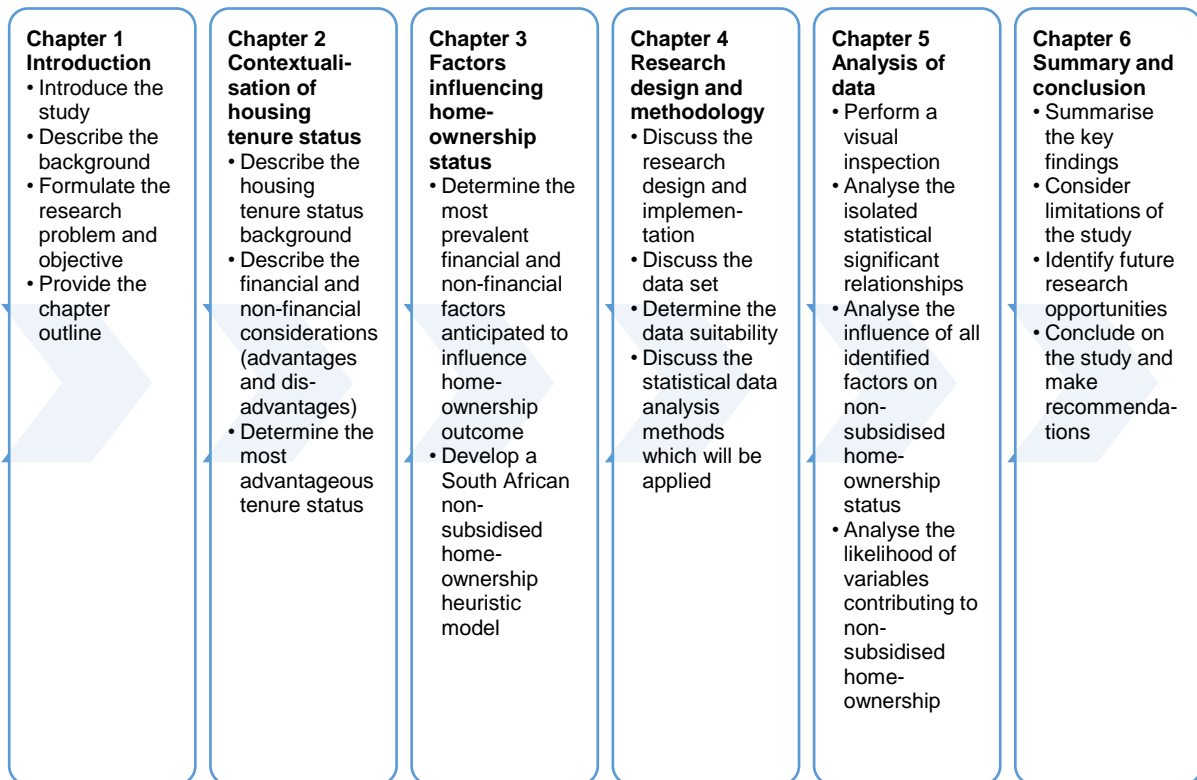 Chapter 1
Introduction
• Introduce the
study
• Describe the
background
• Formulate the
research
problem and
objective
• Provide the
chapter
outline
Chapter 2
Contextuali-
sation of
housing
tenure status
• Describe the
housing
tenure status
background
• Describe the
financial and
non-financial
considerations
(advantages
and dis-
advantages)
• Determine the
most
advantageous
tenure status
Chapter 3
Factors
influencing
home-
ownership
status
• Determine the
most
prevalent
financial and
non-financial
factors
anticipated to
influence
home-
ownership
outcome
• Develop a
South African
non-
subsidised
home-
ownership
heuristic
model
Chapter 4
Research
design and
methodology
• Discuss the
research
design and
implemen-
tation
• Discuss the
data set
• Determine the
data suitability
• Discuss the
statistical data
analysis
methods
which will be
applied
Chapter 5
Analysis of
data
• Perform a
visual
inspection
• Analyse the
isolated
statistical
significant
relationships
• Analyse the
influence of all
identified
factors on
non-
subsidised
home-
ownership
status
• Analyse the
likelihood of
variables
contributing to
non-
subsidised
home-
ownership
Chapter 6
Summary and
conclusion
• Summarise
the key
findings
• Consider
limitations of
the study
• Identify future
research
opportunities
• Conclude on
the study and
make
recommenda-
tions